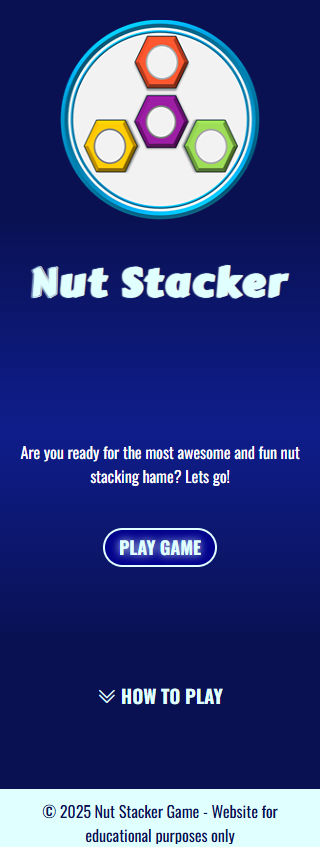 Nut Stacker
Are you ready for the most awesome and fun nut
stacking hame? Lets go!
PLAY GAME
HOW TO PLAY
© 2025 Nut Stacker Game - Website for
educational purposes only